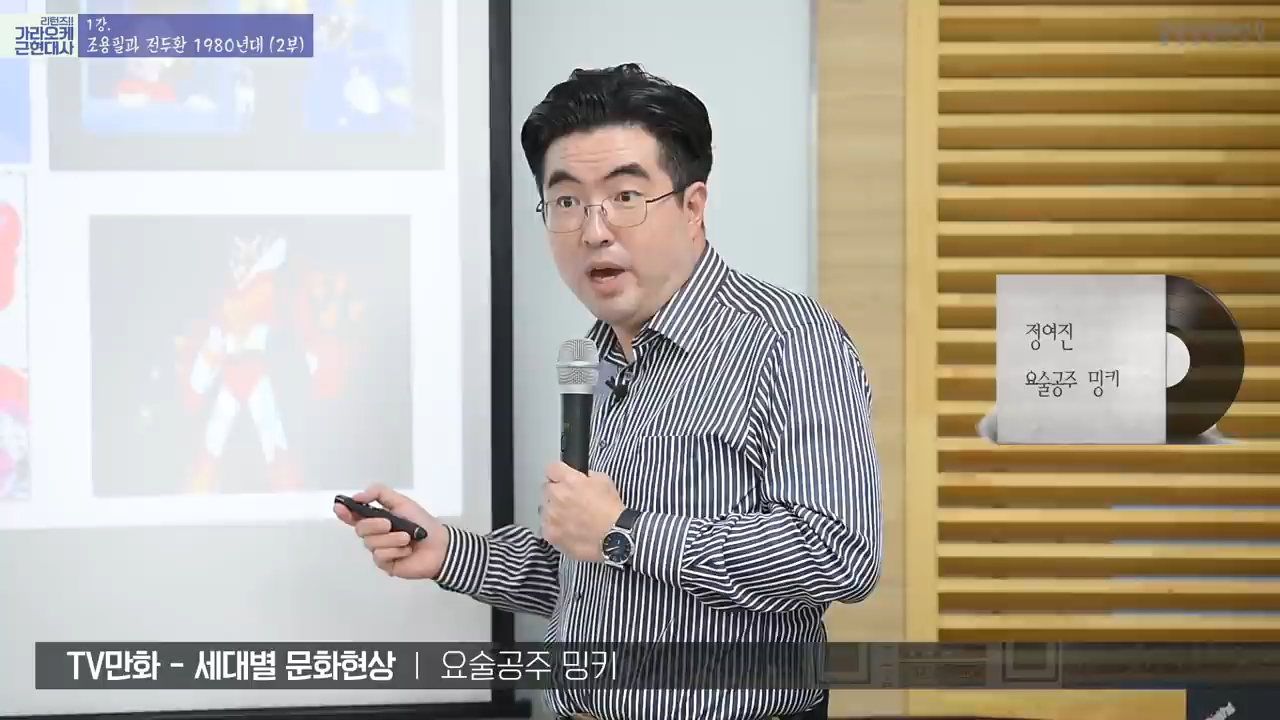 리턴즈!!
가라오케
근현대사
1강.
조용필과 전두환 1980년대 (2부)
정여진
요술공주 밍키
TV만화 - 세대별 문화현상 | 요술공주 밍키